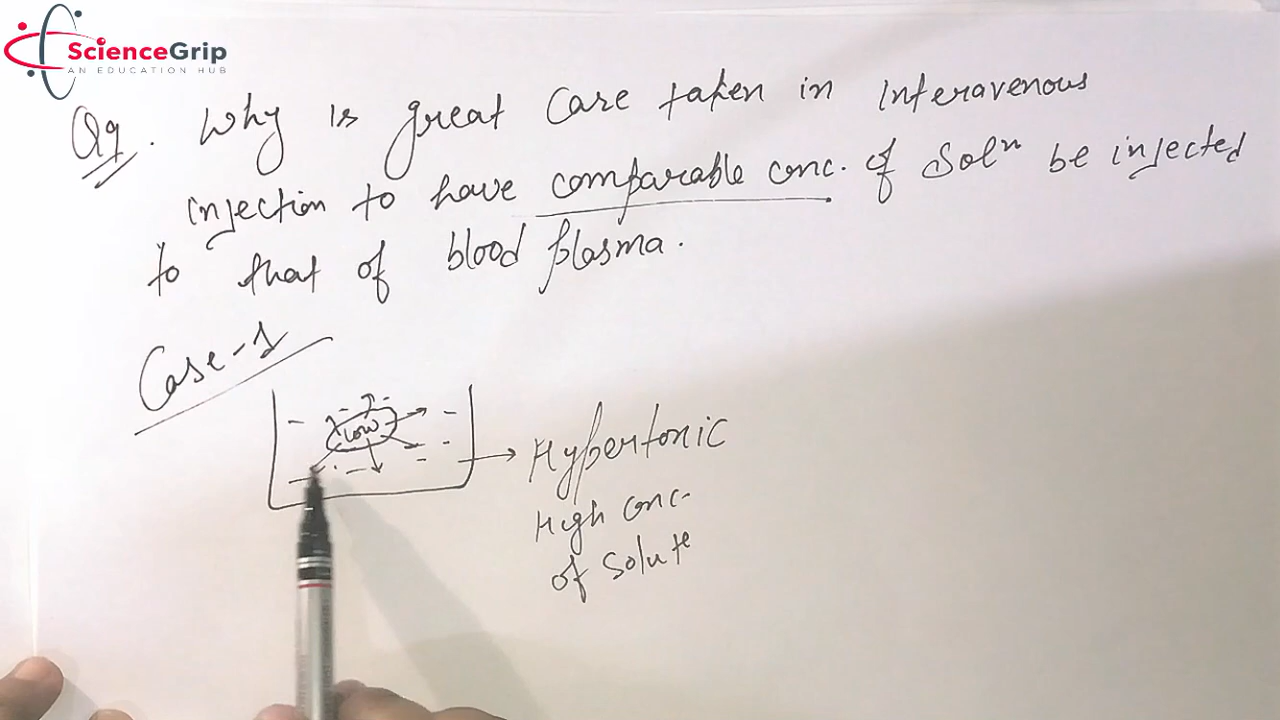 ScienceGrip
AN EDUCATION HUB
Q9. Why is great care taken in interavenous
injection to have comparable conc. of Solⁿ be injected
to that of blood plasma.
Case-1
Low
Hypertonic
High conc.
of Solute